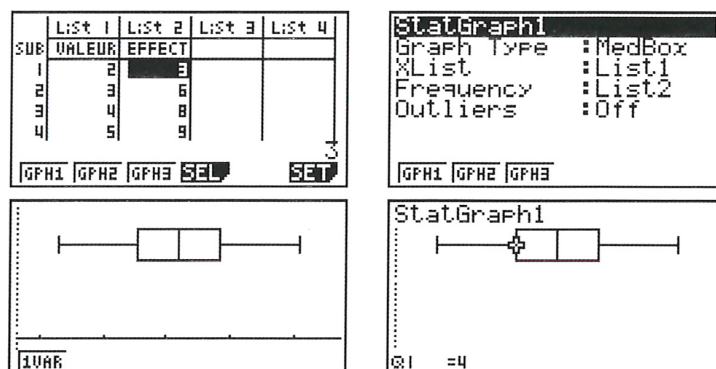 List 1 List 2 List 3 List 4
SUB VALEUR EFFECT
1 2 3
2 3 6
3 4 8
4 5 9
3
GPH1 GPH2 GPH3 SEL SET
StatGraph1
Graph Type :MedBox
XList :List1
Frequency :List2
Outliers :Off
GPH1 GPH2 GPH3
1VAR
StatGraph1
Q1 =4